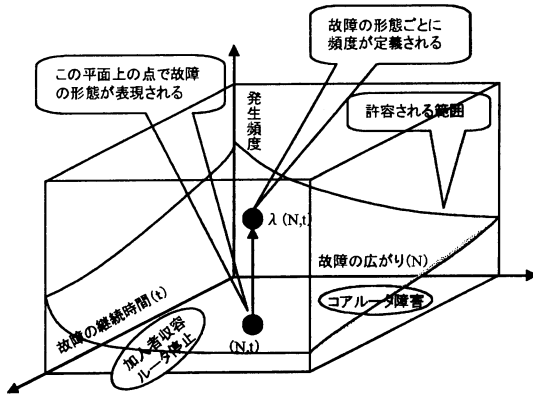 故障の形態ごとに
頻度が定義される
この平面上の点で故障
の形態が表現される
発生頻度
許容される範囲
λ (N,t)
故障の広がり(N)
故障の継続時間(t)
コアルータ障害
加入者収容
ルータ停止
(N,t)